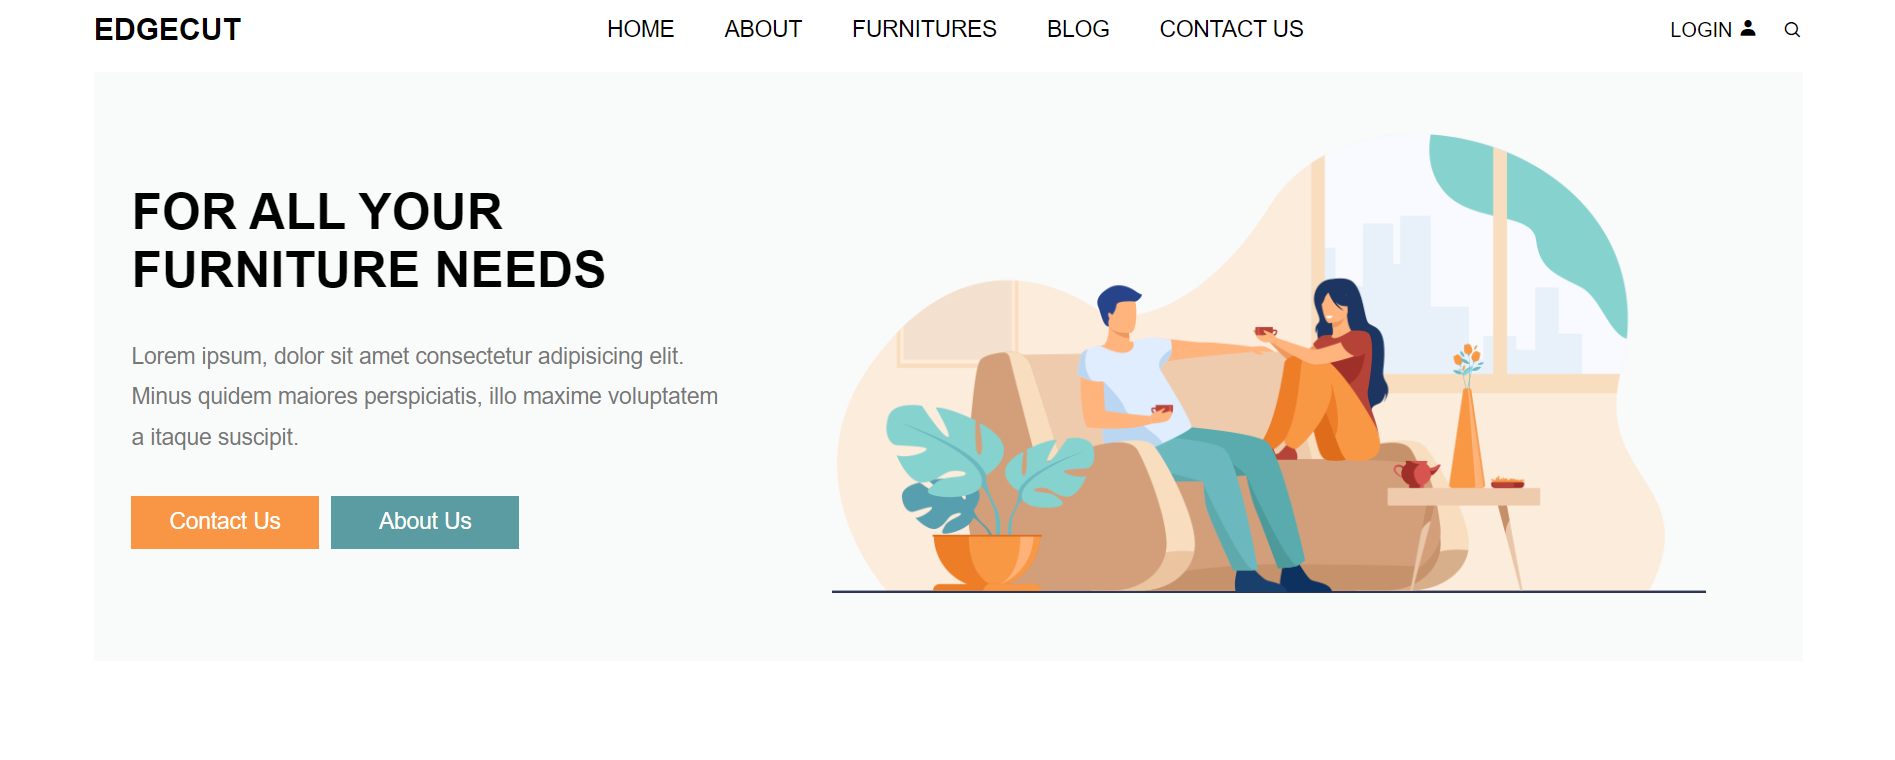 EDGECUT
HOME ABOUT FURNITURES BLOG CONTACT US
LOGIN
FOR ALL YOUR
FURNITURE NEEDS
Lorem ipsum, dolor sit amet consectetur adipisicing elit.
Minus quidem maiores perspiciatis, illo maxime voluptatem
a itaque suscipit.
Contact Us About Us